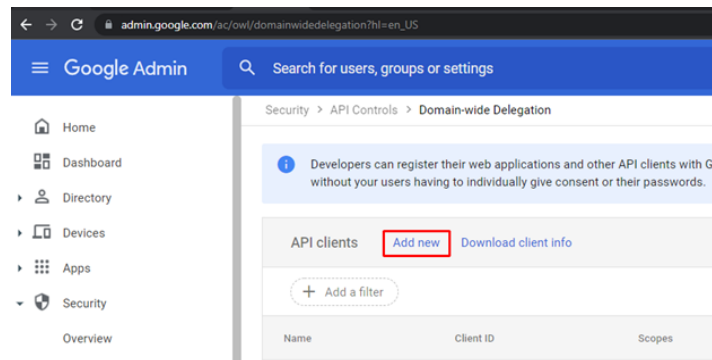 admin.google.com/ac/owl/domainwidedelegation?hl=en_US
Google Admin
Search for users, groups or settings
Security > API Controls > Domain-wide Delegation
Home
Dashboard
Directory
Devices
Apps
Security
Overview
Developers can register their web applications and other API clients with G
without your users having to individually give consent or their passwords.
API clients Add new Download client info
+ Add a filter
Name Client ID Scopes